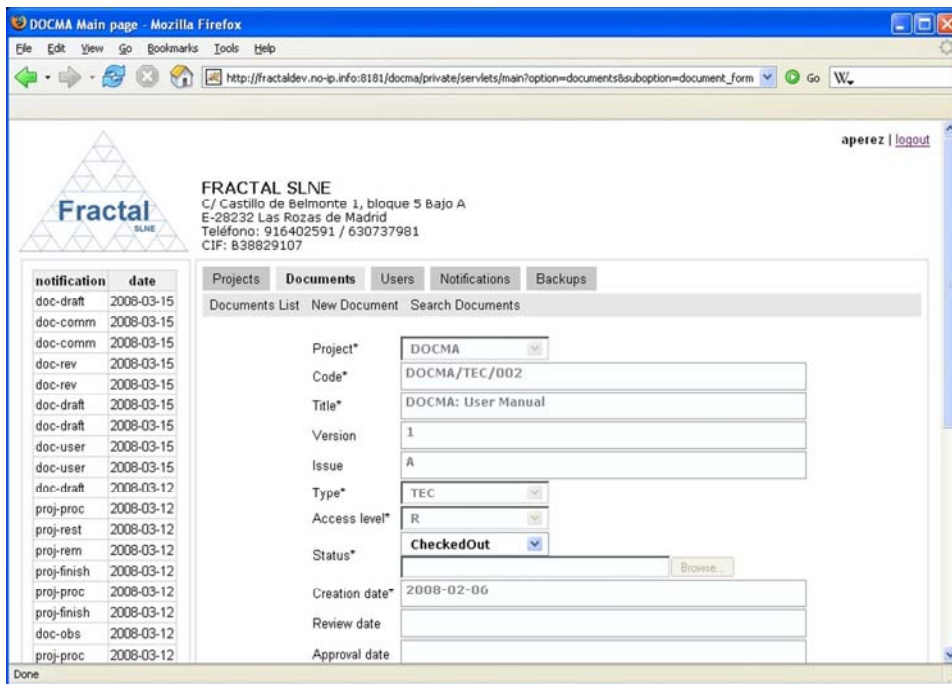 DOCMA Main page - Mozilla Firefox
File Edit View Go Bookmarks Tools Help
http://fractaldev.no-ip.info:8181/docma/private/servlets/main?option=documents&suboption=document_form Go W.
aperez | logout
Fractal
SLNE
FRACTAL SLNE
C/ Castillo de Belmonte 1, bloque 5 Bajo A
E-28232 Las Rozas de Madrid
Teléfono: 916402591 / 630737981
CIF: B38829107
notification date
doc-draft 2008-03-15
doc-comm 2008-03-15
doc-comm 2008-03-15
doc-rev 2008-03-15
doc-rev 2008-03-15
doc-draft 2008-03-15
doc-draft 2008-03-15
doc-user 2008-03-15
doc-user 2008-03-15
doc-draft 2008-03-12
proj-proc 2008-03-12
proj-rest 2008-03-12
proj-rem 2008-03-12
proj-finish 2008-03-12
proj-proc 2008-03-12
proj-finish 2008-03-12
doc-obs 2008-03-12
proj-proc 2008-03-12
Projects Documents Users Notifications Backups
Documents List New Document Search Documents
Project* DOCMA
Code* DOCMA/TEC/002
Title* DOCMA: User Manual
Version 1
Issue A
Type* TEC
Access level* R
Status* CheckedOut
Browse...
Creation date* 2008-02-06
Review date
Approval date
Done